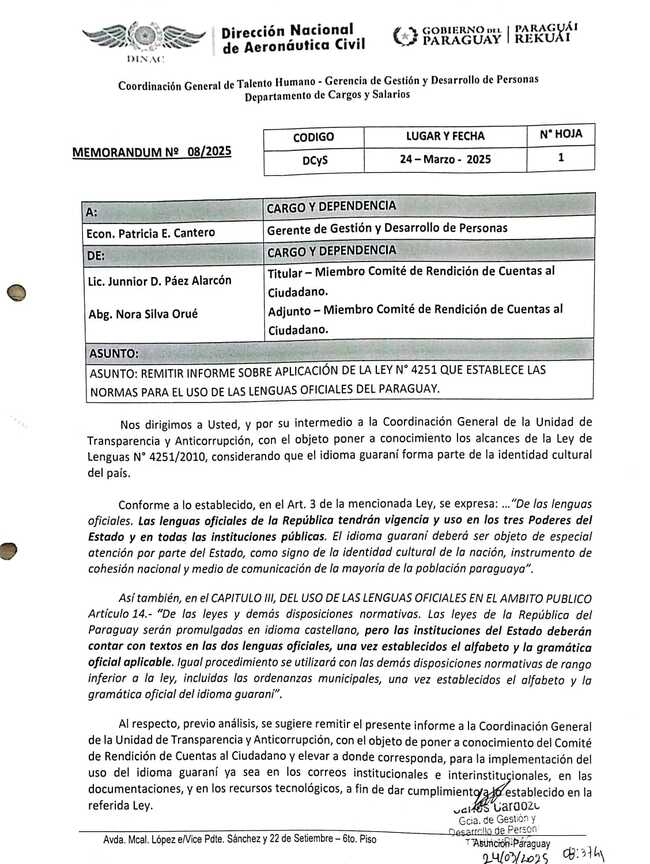 DINAC
Dirección Nacional
de Aeronáutica Civil
GOBIERNO DEL
PARAGUAY
PARAGUÁI
REKUÁI
Coordinación General de Talento Humano - Gerencia de Gestión y Desarrollo de Personas
Departamento de Cargos y Salarios
MEMORANDUM Nº 08/2025
CODIGO LUGAR Y FECHA N° HOJA
DCyS 24 – Marzo - 2025 1
A: CARGO Y DEPENDENCIA
Econ. Patricia E. Cantero Gerente de Gestión y Desarrollo de Personas
DE: CARGO Y DEPENDENCIA
Lic. Junnior D. Páez Alarcón Titular – Miembro Comité de Rendición de Cuentas al
Ciudadano.
Abg. Nora Silva Orué Adjunto – Miembro Comité de Rendición de Cuentas al
Ciudadano.
ASUNTO:
ASUNTO: REMITIR INFORME SOBRE APLICACIÓN DE LA LEY N° 4251 QUE ESTABLECE LAS
NORMAS PARA EL USO DE LAS LENGUAS OFICIALES DEL PARAGUAY.
Nos dirigimos a Usted, y por su intermedio a la Coordinación General de la Unidad de
Transparencia y Anticorrupción, con el objeto poner a conocimiento los alcances de la Ley de
Lenguas N° 4251/2010, considerando que el idioma guaraní forma parte de la identidad cultural
del país.
Conforme a lo establecido, en el Art. 3 de la mencionada Ley, se expresa: …“De las lenguas
oficiales. Las lenguas oficiales de la República tendrán vigencia y uso en los tres Poderes del
Estado y en todas las instituciones públicas. El idioma guaraní deberá ser objeto de especial
atención por parte del Estado, como signo de la identidad cultural de la nación, instrumento de
cohesión nacional y medio de comunicación de la mayoría de la población paraguaya”.
Así también, en el CAPITULO III, DEL USO DE LAS LENGUAS OFICIALES EN EL AMBITO PUBLICO
Artículo 14.- “De las leyes y demás disposiciones normativas. Las leyes de la República del
Paraguay serán promulgadas en idioma castellano, pero las instituciones del Estado deberán
contar con textos en las dos lenguas oficiales, una vez establecidos el alfabeto y la gramática
oficial aplicable. Igual procedimiento se utilizará con las demás disposiciones normativas de rango
inferior a la ley, incluidas las ordenanzas municipales, una vez establecidos el alfabeto y la
gramática oficial del idioma guaraní”.
Al respecto, previo análisis, se sugiere remitir el presente informe a la Coordinación General
de la Unidad de Transparencia y Anticorrupción, con el objeto de poner a conocimiento del Comité
de Rendición de Cuentas al Ciudadano y elevar a donde corresponda, para la implementación del
uso del idioma guaraní ya sea en los correos institucionales e interinstitucionales, en las
documentaciones, y en los recursos tecnológicos, a fin de dar cumplimiento a lo establecido en la
referida Ley.
Cardozo
Gcia. de Gestión y
Desarrollo de Person
Avda. Mcal. López e/Vice Pdte. Sánchez y 22 de Setiembre – 6to. Piso
Asunción-Paraguay
24/03/2025